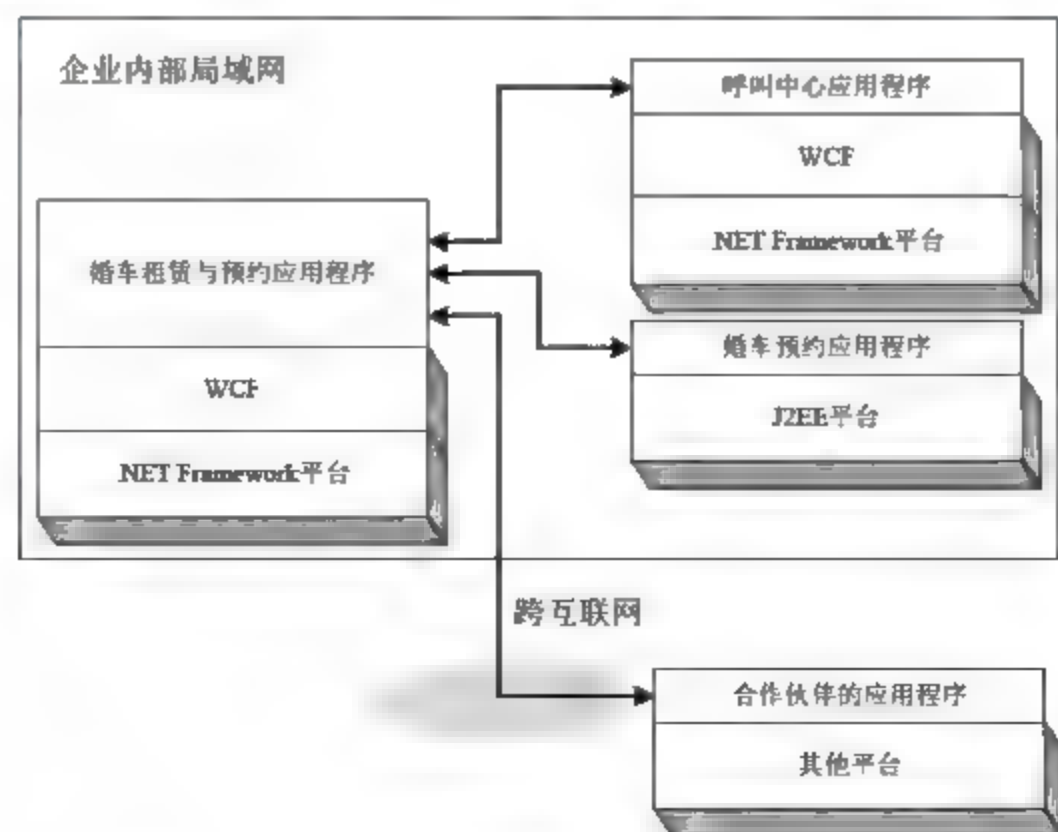 企业内部局域网
呼叫中心应用程序
WCF
NET Framework平台
婚车租赁与预约应用程序
WCF
NET Framework平台
婚车预约应用程序
J2EE平台
跨互联网
合作伙伴的应用程序
其他平台